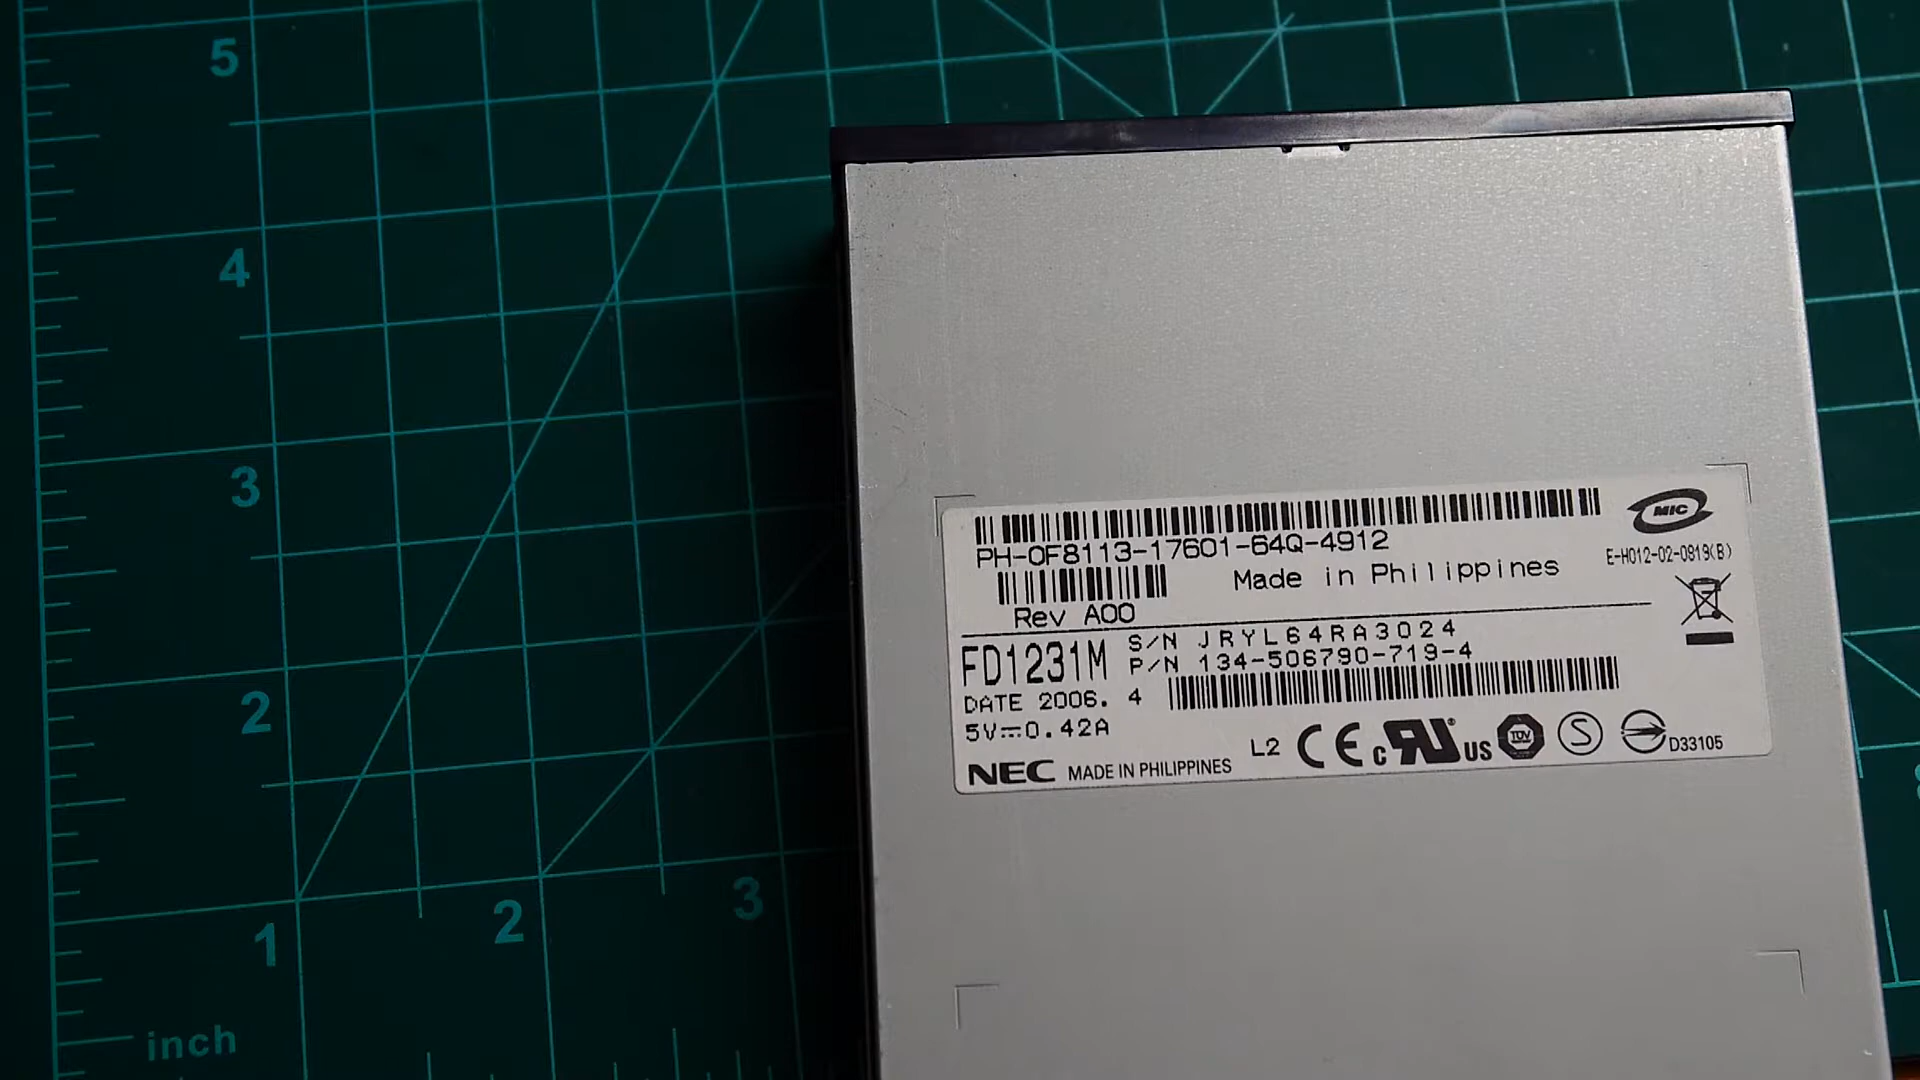 5
4
3
2
1
2
3
inch
PH-0F8113-17601-64Q-4912
MIC
E-H012-02-0819(B)
Made in Philippines
Rev A00
FD1231M
S/N JRYL64RA3024
P/N 134-506790-719-4
DATE 2006. 4
5V⎓0.42A
NEC MADE IN PHILIPPINES
L2 CE c RU US TÜV S D33105